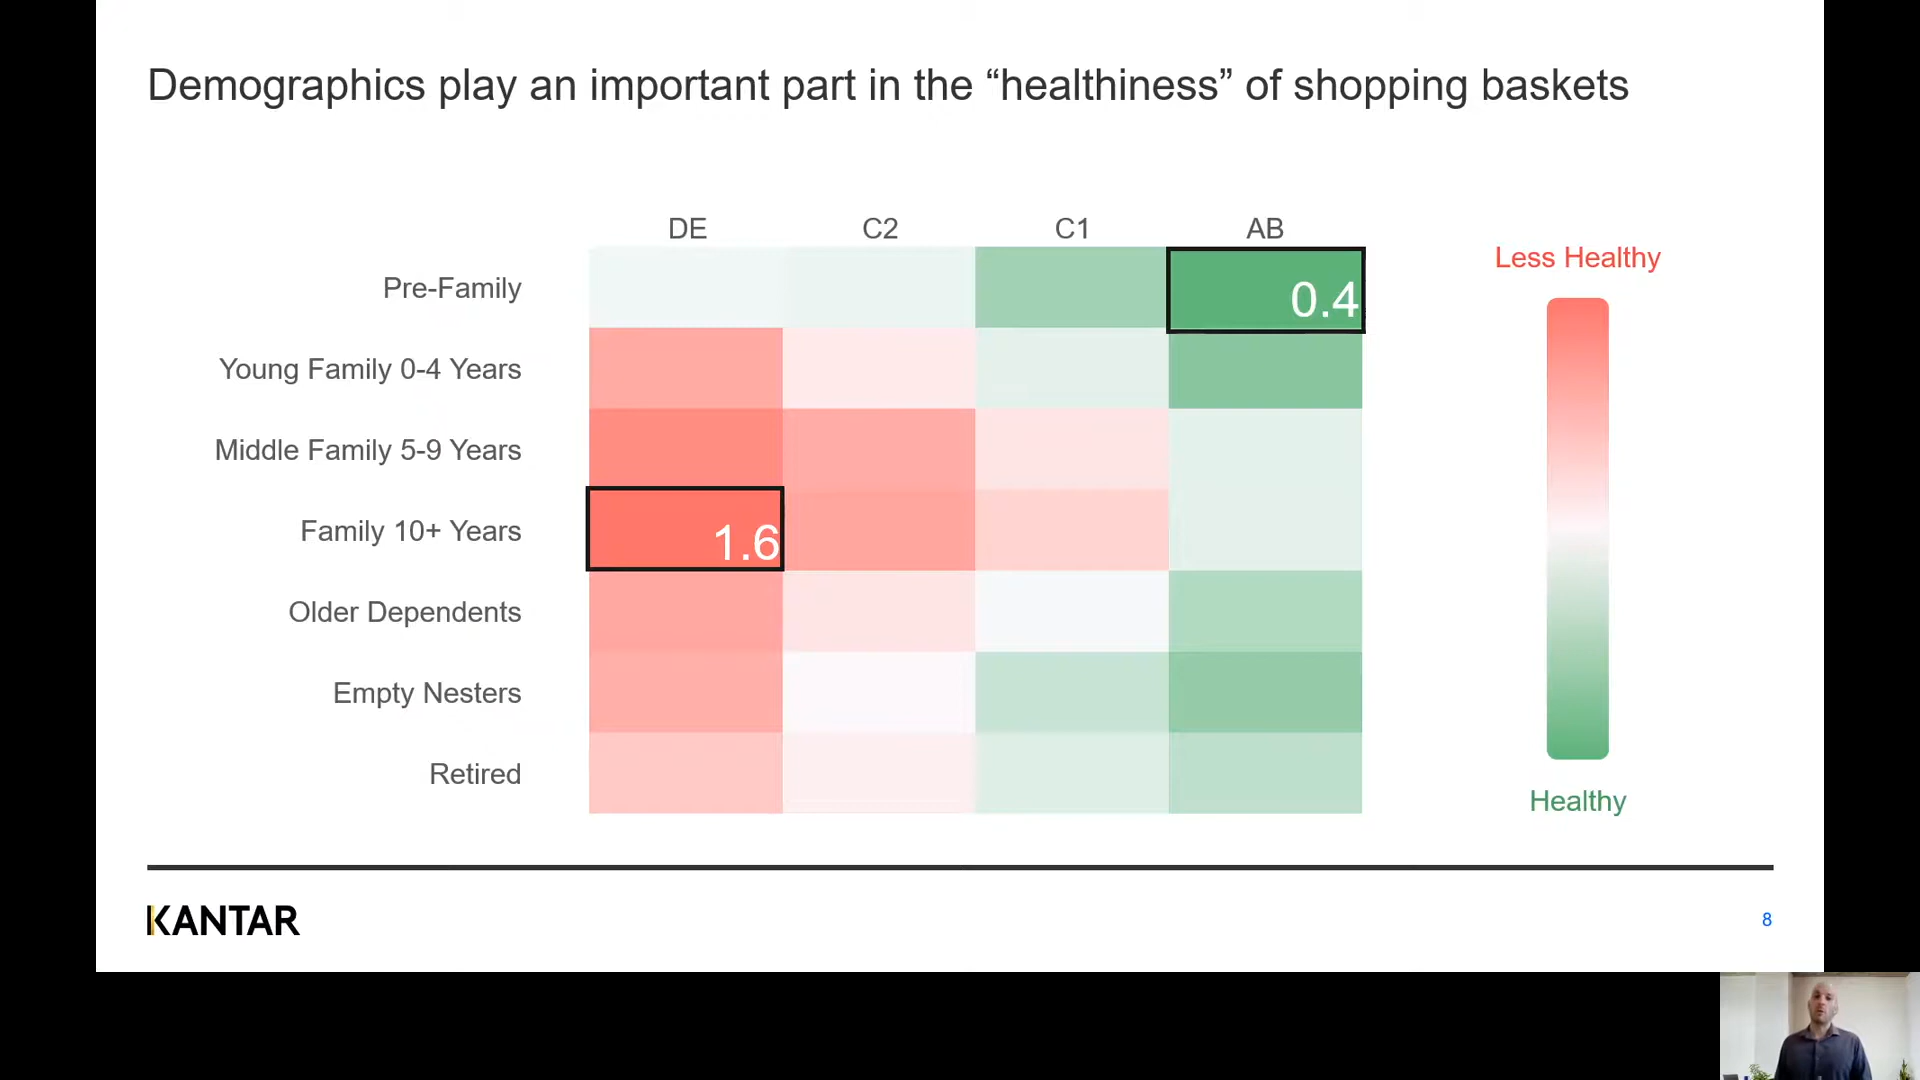 Demographics play an important part in the “healthiness” of shopping baskets
DE C2 C1 AB
Less Healthy
Pre-Family 0.4
Young Family 0-4 Years
Middle Family 5-9 Years
Family 10+ Years 1.6
Older Dependents
Empty Nesters
Retired
Healthy
KANTAR
8